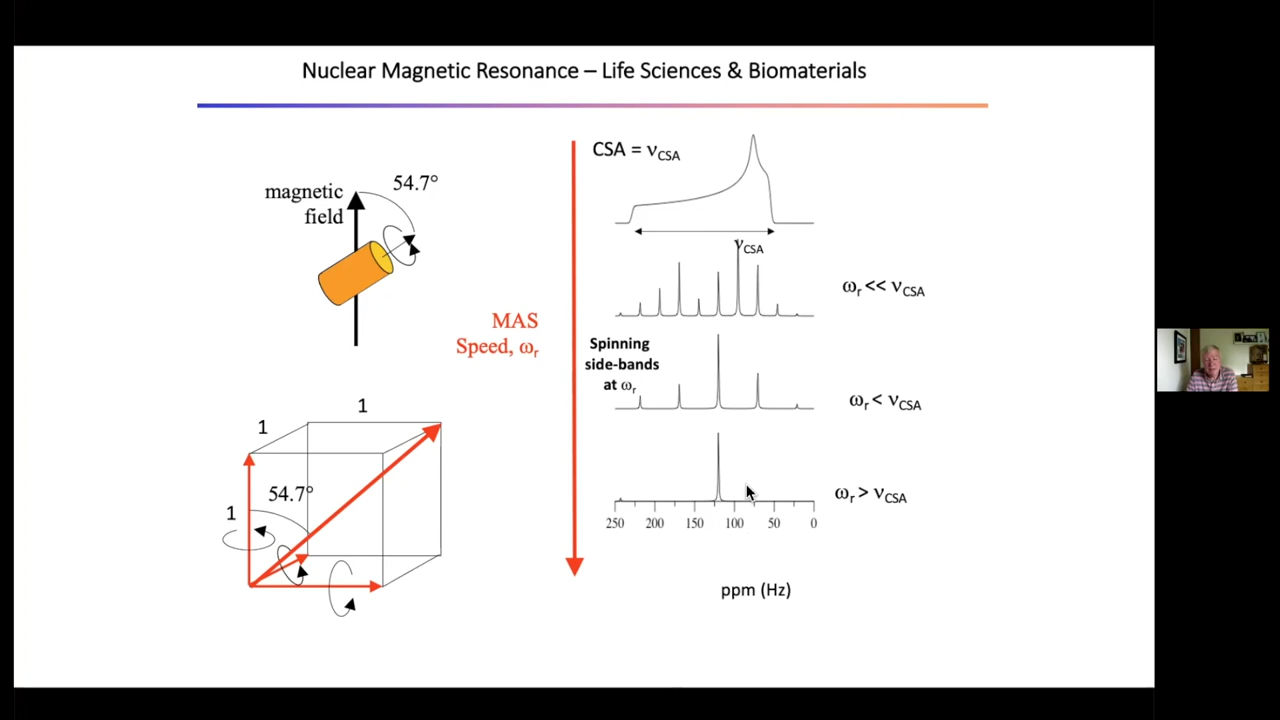 Nuclear Magnetic Resonance – Life Sciences & Biomaterials
magnetic
field
54.7°
MAS
Speed, ωr
1
1
1
54.7°
CSA = νCSA
νCSA
ωr << νCSA
Spinning
side-bands
at ωr
ωr < νCSA
ωr > νCSA
250 200 150 100 50 0
ppm (Hz)